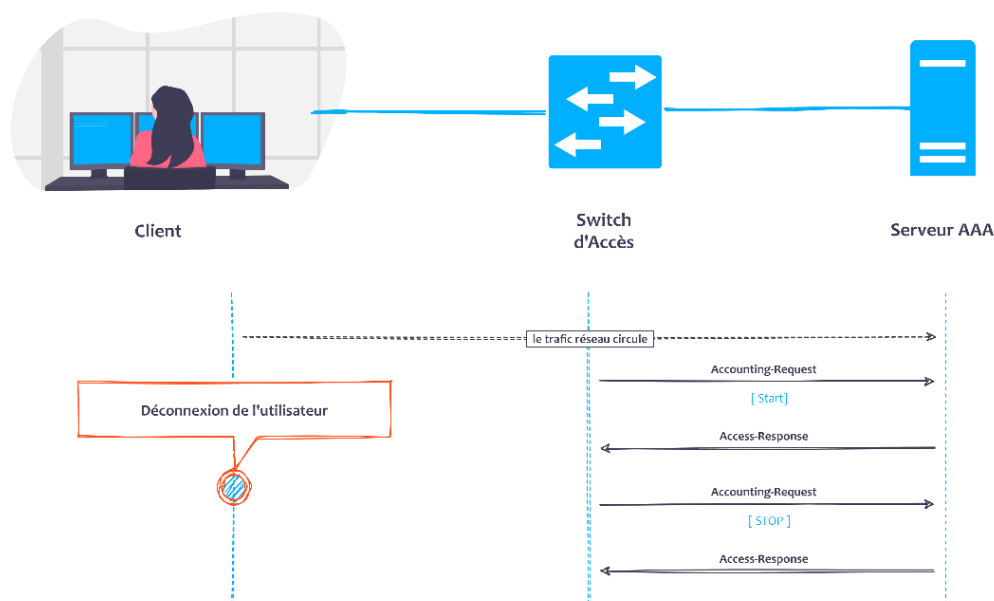 Client
Switch
d'Accès
Serveur AAA
le trafic réseau circule
Accounting-Request
[ Start]
Déconnexion de l'utilisateur
Access-Response
Accounting-Request
[ STOP ]
Access-Response